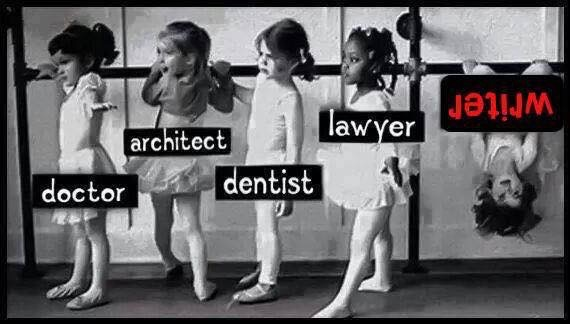 doctor
architect
dentist
lawyer
writer